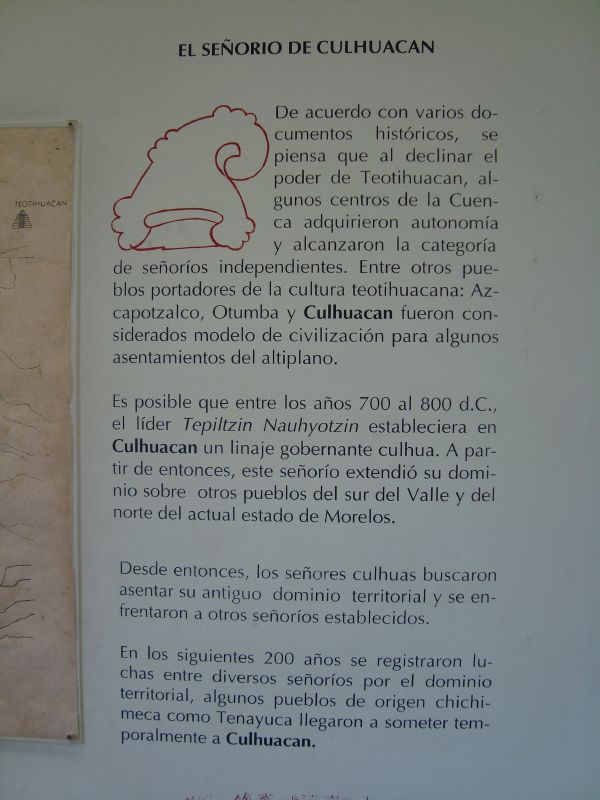 EL SEÑORIO DE CULHUACAN
TEOTIHUACAN
De acuerdo con varios do-
cumentos históricos, se
piensa que al declinar el
poder de Teotihuacan, al-
gunos centros de la Cuen-
ca adquirieron autonomía
y alcanzaron la categoría
de señoríos independientes. Entre otros pue-
blos portadores de la cultura teotihuacana: Az-
capotzalco, Otumba y Culhuacan fueron con-
siderados modelo de civilización para algunos
asentamientos del altiplano.
Es posible que entre los años 700 al 800 d.C.,
el líder Tepiltzin Nauhyotzin estableciera en
Culhuacan un linaje gobernante culhua. A par-
tir de entonces, este señorío extendió su domi-
nio sobre otros pueblos del sur del Valle y del
norte del actual estado de Morelos.
Desde entonces, los señores culhuas buscaron
asentar su antiguo dominio territorial y se en-
frentaron a otros señoríos establecidos.
En los siguientes 200 años se registraron lu-
chas entre diversos señoríos por el dominio
territorial, algunos pueblos de origen chichi-
meca como Tenayuca llegaron a someter tem-
poralmente a Culhuacan.